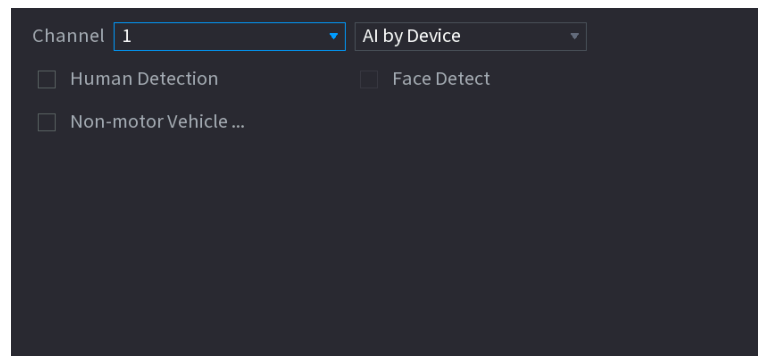 Channel 1 AI by Device
Human Detection Face Detect
Non-motor Vehicle ...